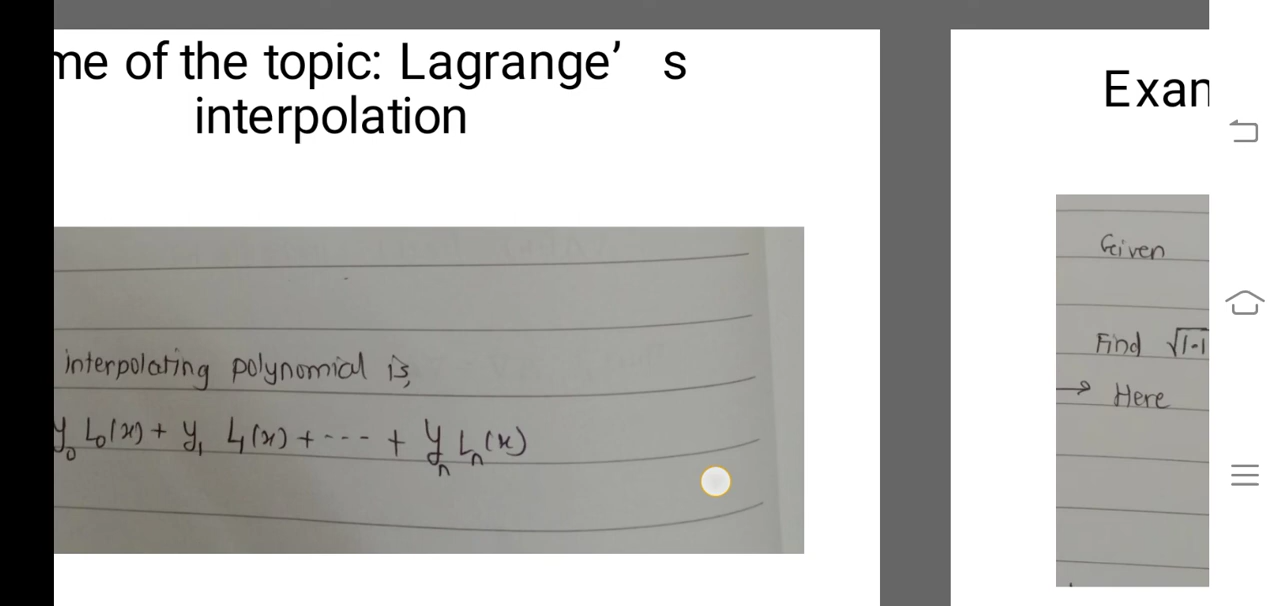 me of the topic: Lagrange’ s
interpolation
interpolating polynomial is,
y₀ L₀(x) + y₁ L₁(x) + --- + yₙ Lₙ(x)
Exam
Given
Find √1.1
→ Here